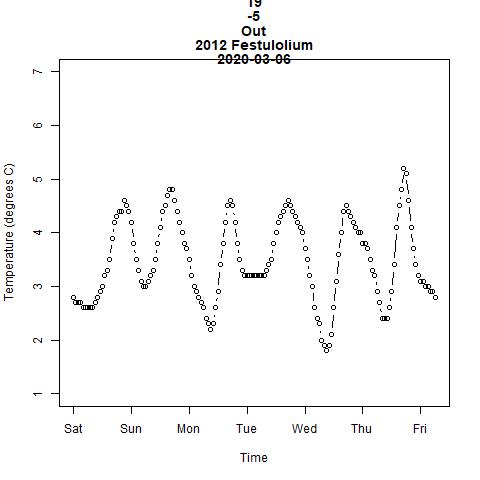 19
-5
Out
2012 Festulolium
2020-03-06
Temperature (degrees C)
7
6
5
4
3
2
1
Sat Sun Mon Tue Wed Thu Fri
Time